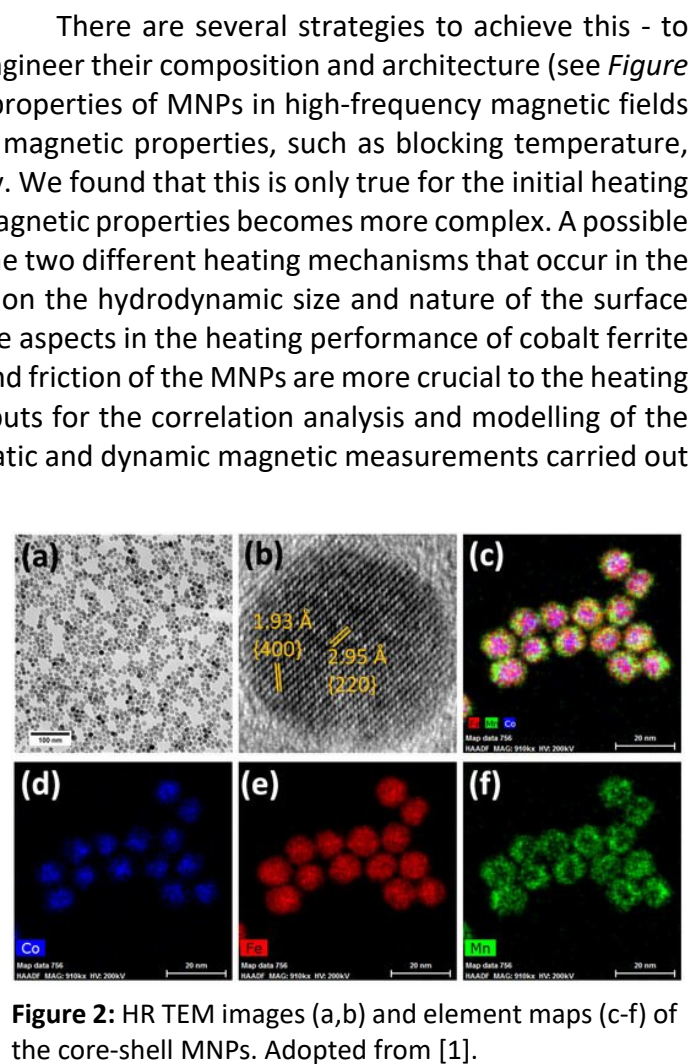 There are several strategies to achieve this - to
ngineer their composition and architecture (see Figure
properties of MNPs in high-frequency magnetic fields
magnetic properties, such as blocking temperature,
y. We found that this is only true for the initial heating
agnetic properties becomes more complex. A possible
e two different heating mechanisms that occur in the
on the hydrodynamic size and nature of the surface
e aspects in the heating performance of cobalt ferrite
nd friction of the MNPs are more crucial to the heating
puts for the correlation analysis and modelling of the
atic and dynamic magnetic measurements carried out
(a) (b) (c)
1.93 Å
{400}
2.95 Å
{220}
100 nm
Fe Mn Co
Map data 756
HAADF MAG: 910kx HV: 200kV 20 nm
(d) (e) (f)
Co Fe Mn
Map data 756
HAADF MAG: 910kx HV: 200kV 20 nm
Map data 756
HAADF MAG: 910kx HV: 200kV 20 nm
Map data 756
HAADF MAG: 910kx HV: 200kV 20 nm
Figure 2: HR TEM images (a,b) and element maps (c-f) of
the core-shell MNPs. Adopted from [1].